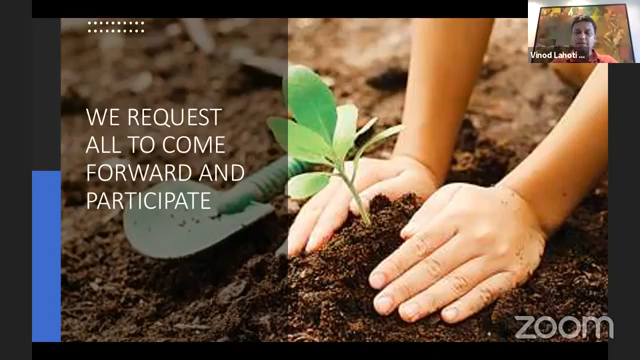 WE REQUEST
ALL TO COME
FORWARD AND
PARTICIPATE
Vinod Lahoti ...
zoom